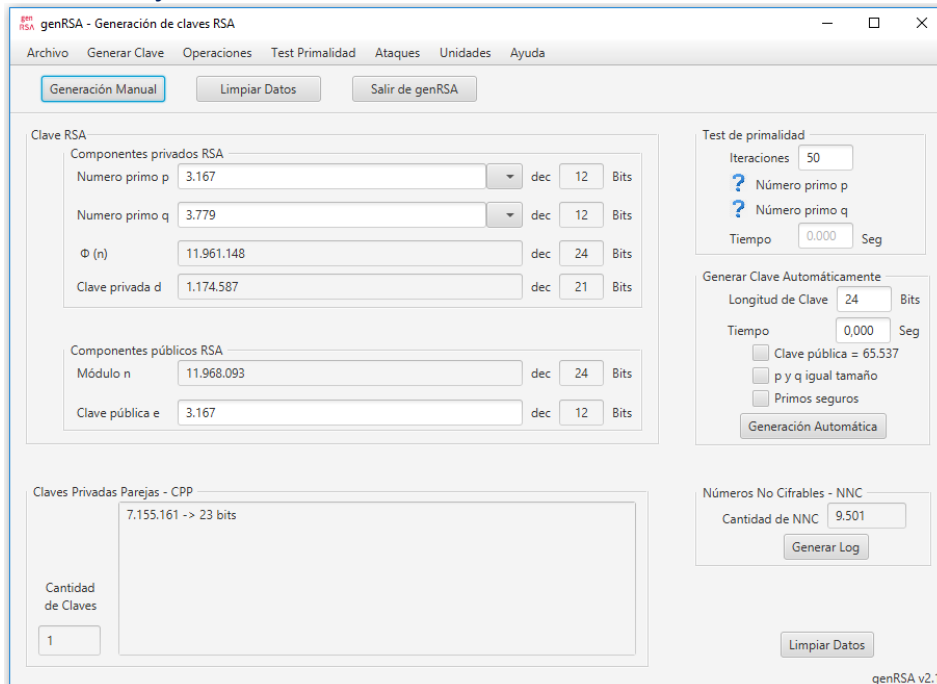 gen RSA genRSA - Generación de claves RSA
Archivo Generar Clave Operaciones Test Primalidad Ataques Unidades Ayuda
Generación Manual Limpiar Datos Salir de genRSA
Clave RSA
Componentes privados RSA
Numero primo p 3.167 dec 12 Bits
Numero primo q 3.779 dec 12 Bits
Φ (n) 11.961.148 dec 24 Bits
Clave privada d 1.174.587 dec 21 Bits
Componentes públicos RSA
Módulo n 11.968.093 dec 24 Bits
Clave pública e 3.167 dec 12 Bits
Test de primalidad
Iteraciones 50
? Número primo p
? Número primo q
Tiempo 0.000 Seg
Generar Clave Automáticamente
Longitud de Clave 24 Bits
Tiempo 0,000 Seg
Clave pública = 65.537
p y q igual tamaño
Primos seguros
Generación Automática
Claves Privadas Parejas - CPP
7.155.161 -> 23 bits
Cantidad
de Claves
1
Números No Cifrables - NNC
Cantidad de NNC 9.501
Generar Log
Limpiar Datos
genRSA v2.1